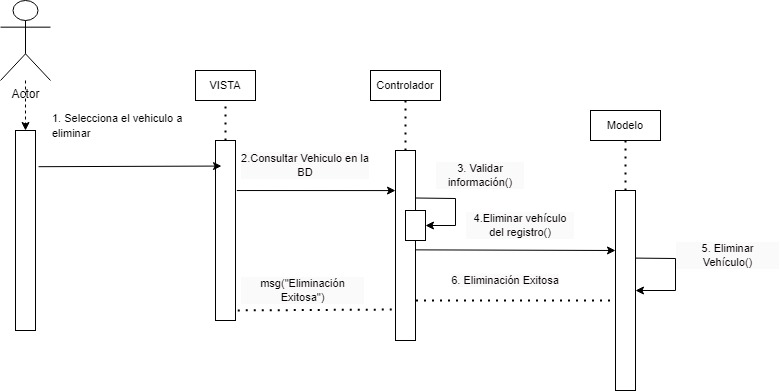 Actor
VISTA
Controlador
Modelo
1. Selecciona el vehiculo a
eliminar
2.Consultar Vehiculo en la
BD
3. Validar
información()
4.Eliminar vehículo
del registro()
5. Eliminar
Vehículo()
6. Eliminación Exitosa
msg("Eliminación
Exitosa")